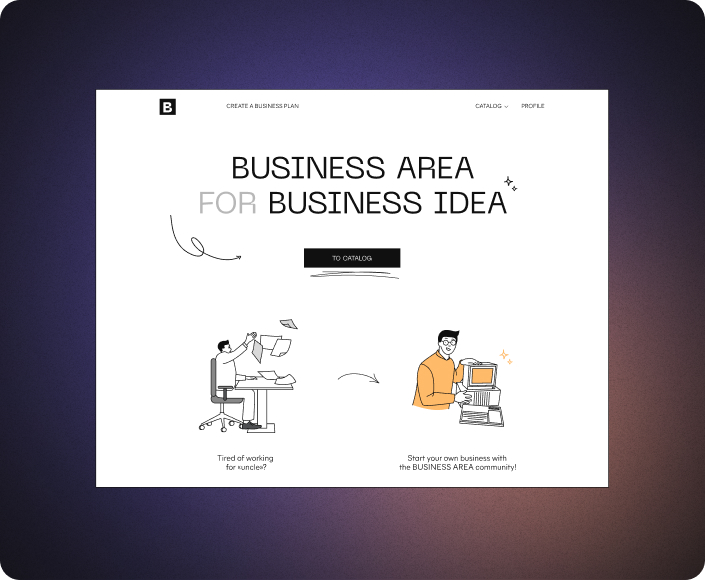 B
CREATE A BUSINESS PLAN
CATALOG
PROFILE
BUSINESS AREA
FOR BUSINESS IDEA
TO CATALOG
Tired of working
for «uncle»?
Start your own business with
the BUSINESS AREA community!